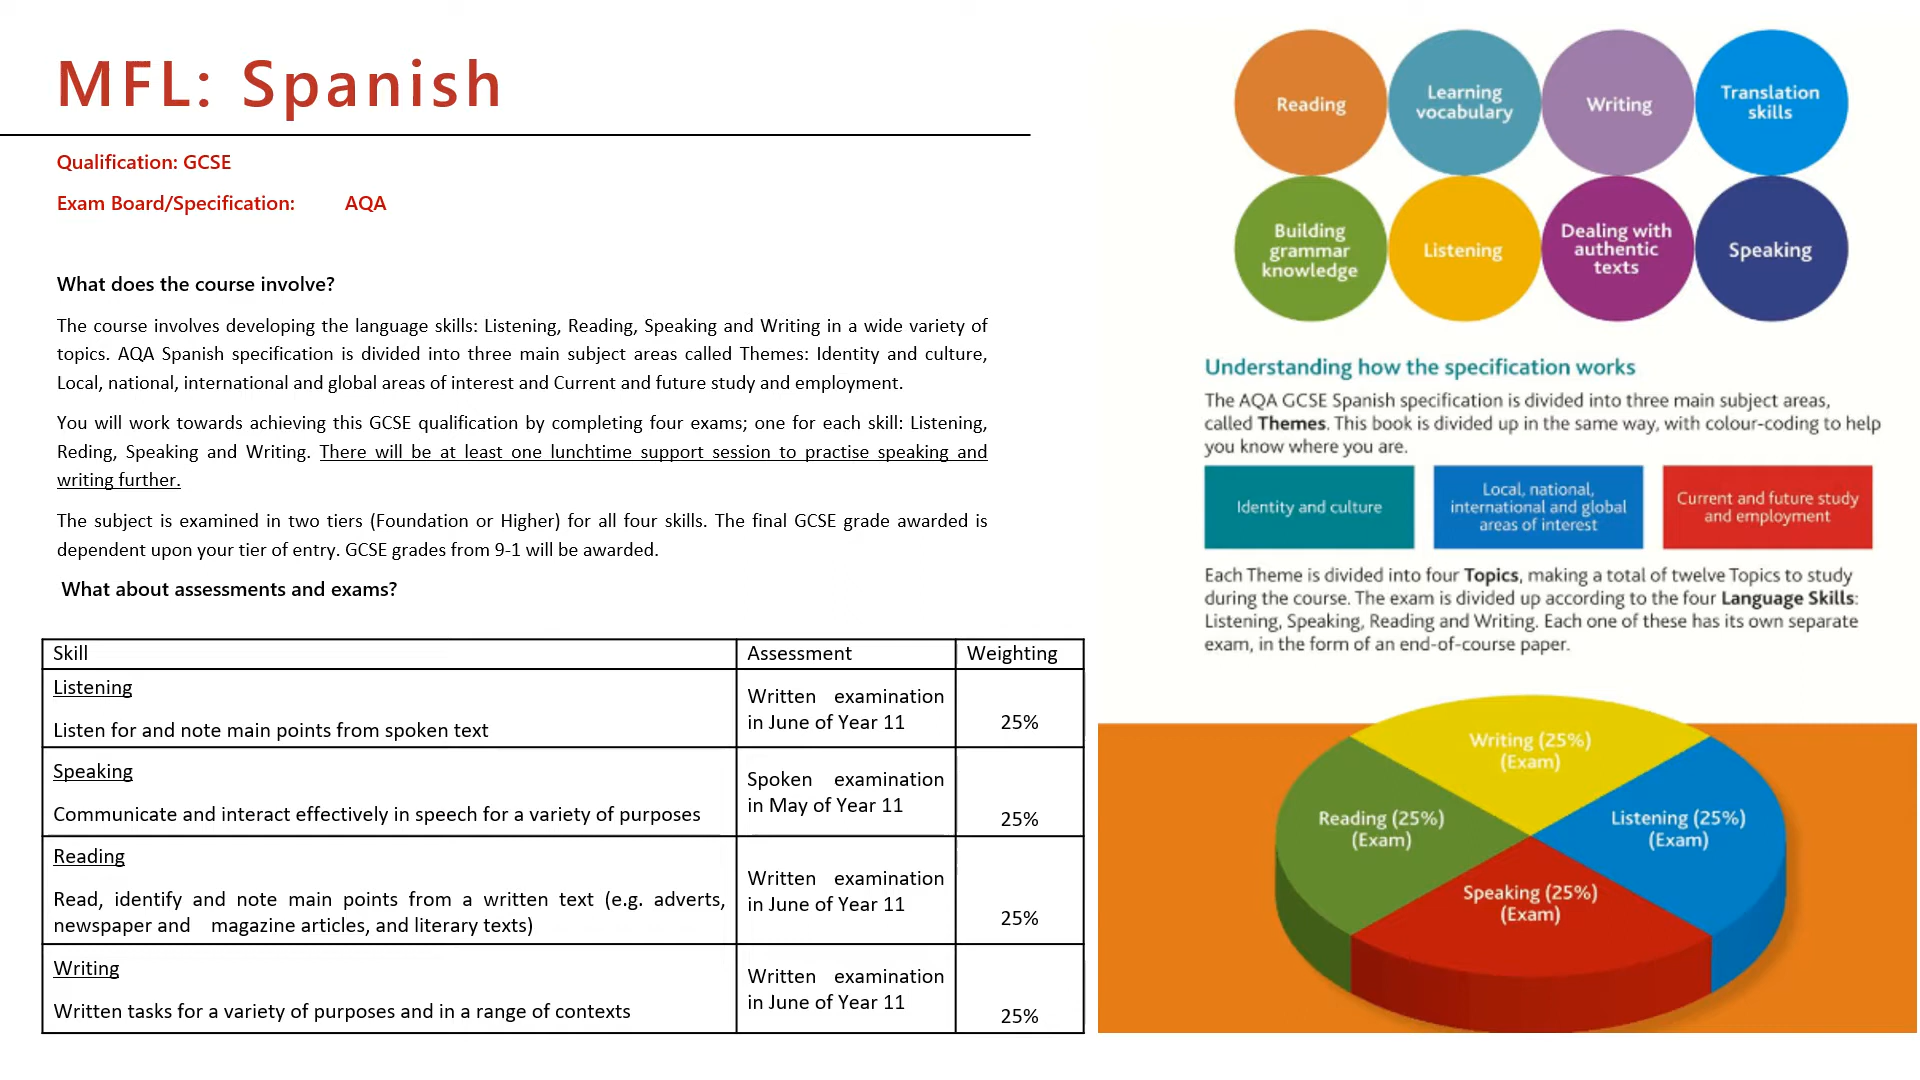 MFL: Spanish
Qualification: GCSE
Exam Board/Specification: AQA
What does the course involve?
The course involves developing the language skills: Listening, Reading, Speaking and Writing in a wide variety of
topics. AQA Spanish specification is divided into three main subject areas called Themes: Identity and culture,
Local, national, international and global areas of interest and Current and future study and employment.
You will work towards achieving this GCSE qualification by completing four exams; one for each skill: Listening,
Reding, Speaking and Writing. There will be at least one lunchtime support session to practise speaking and
writing further.
The subject is examined in two tiers (Foundation or Higher) for all four skills. The final GCSE grade awarded is
dependent upon your tier of entry. GCSE grades from 9-1 will be awarded.
What about assessments and exams?
Skill Assessment Weighting
Listening
Listen for and note main points from spoken text
Written examination
in June of Year 11
25%
Speaking
Communicate and interact effectively in speech for a variety of purposes
Spoken examination
in May of Year 11
25%
Reading
Read, identify and note main points from a written text (e.g. adverts,
newspaper and magazine articles, and literary texts)
Written examination
in June of Year 11
25%
Writing
Written tasks for a variety of purposes and in a range of contexts
Written examination
in June of Year 11
25%
Reading
Learning
vocabulary
Writing
Translation
skills
Building
grammar
knowledge
Listening
Dealing with
authentic
texts
Speaking
Understanding how the specification works
The AQA GCSE Spanish specification is divided into three main subject areas,
called Themes. This book is divided up in the same way, with colour-coding to help
you know where you are.
Identity and culture
Local, national,
international and global
areas of interest
Current and future study
and employment
Each Theme is divided into four Topics, making a total of twelve Topics to study
during the course. The exam is divided up according to the four Language Skills:
Listening, Speaking, Reading and Writing. Each one of these has its own separate
exam, in the form of an end-of-course paper.
Writing (25%)
(Exam)
Reading (25%)
(Exam)
Listening (25%)
(Exam)
Speaking (25%)
(Exam)